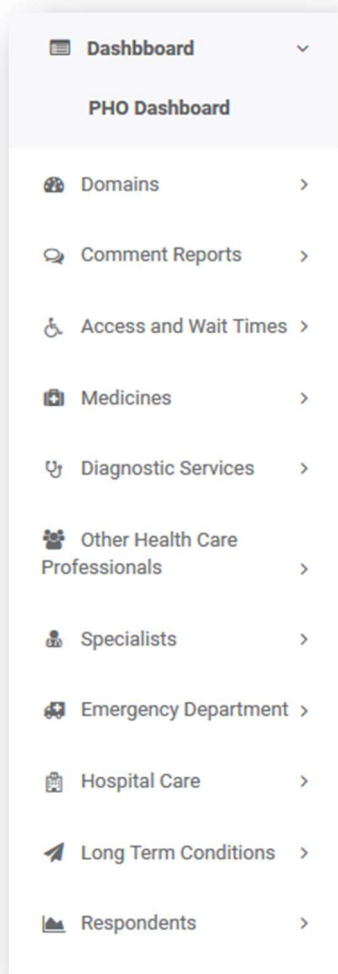 Dashbboard
PHO Dashboard
Domains
Comment Reports
Access and Wait Times
Medicines
Diagnostic Services
Other Health Care
Professionals
Specialists
Emergency Department
Hospital Care
Long Term Conditions
Respondents